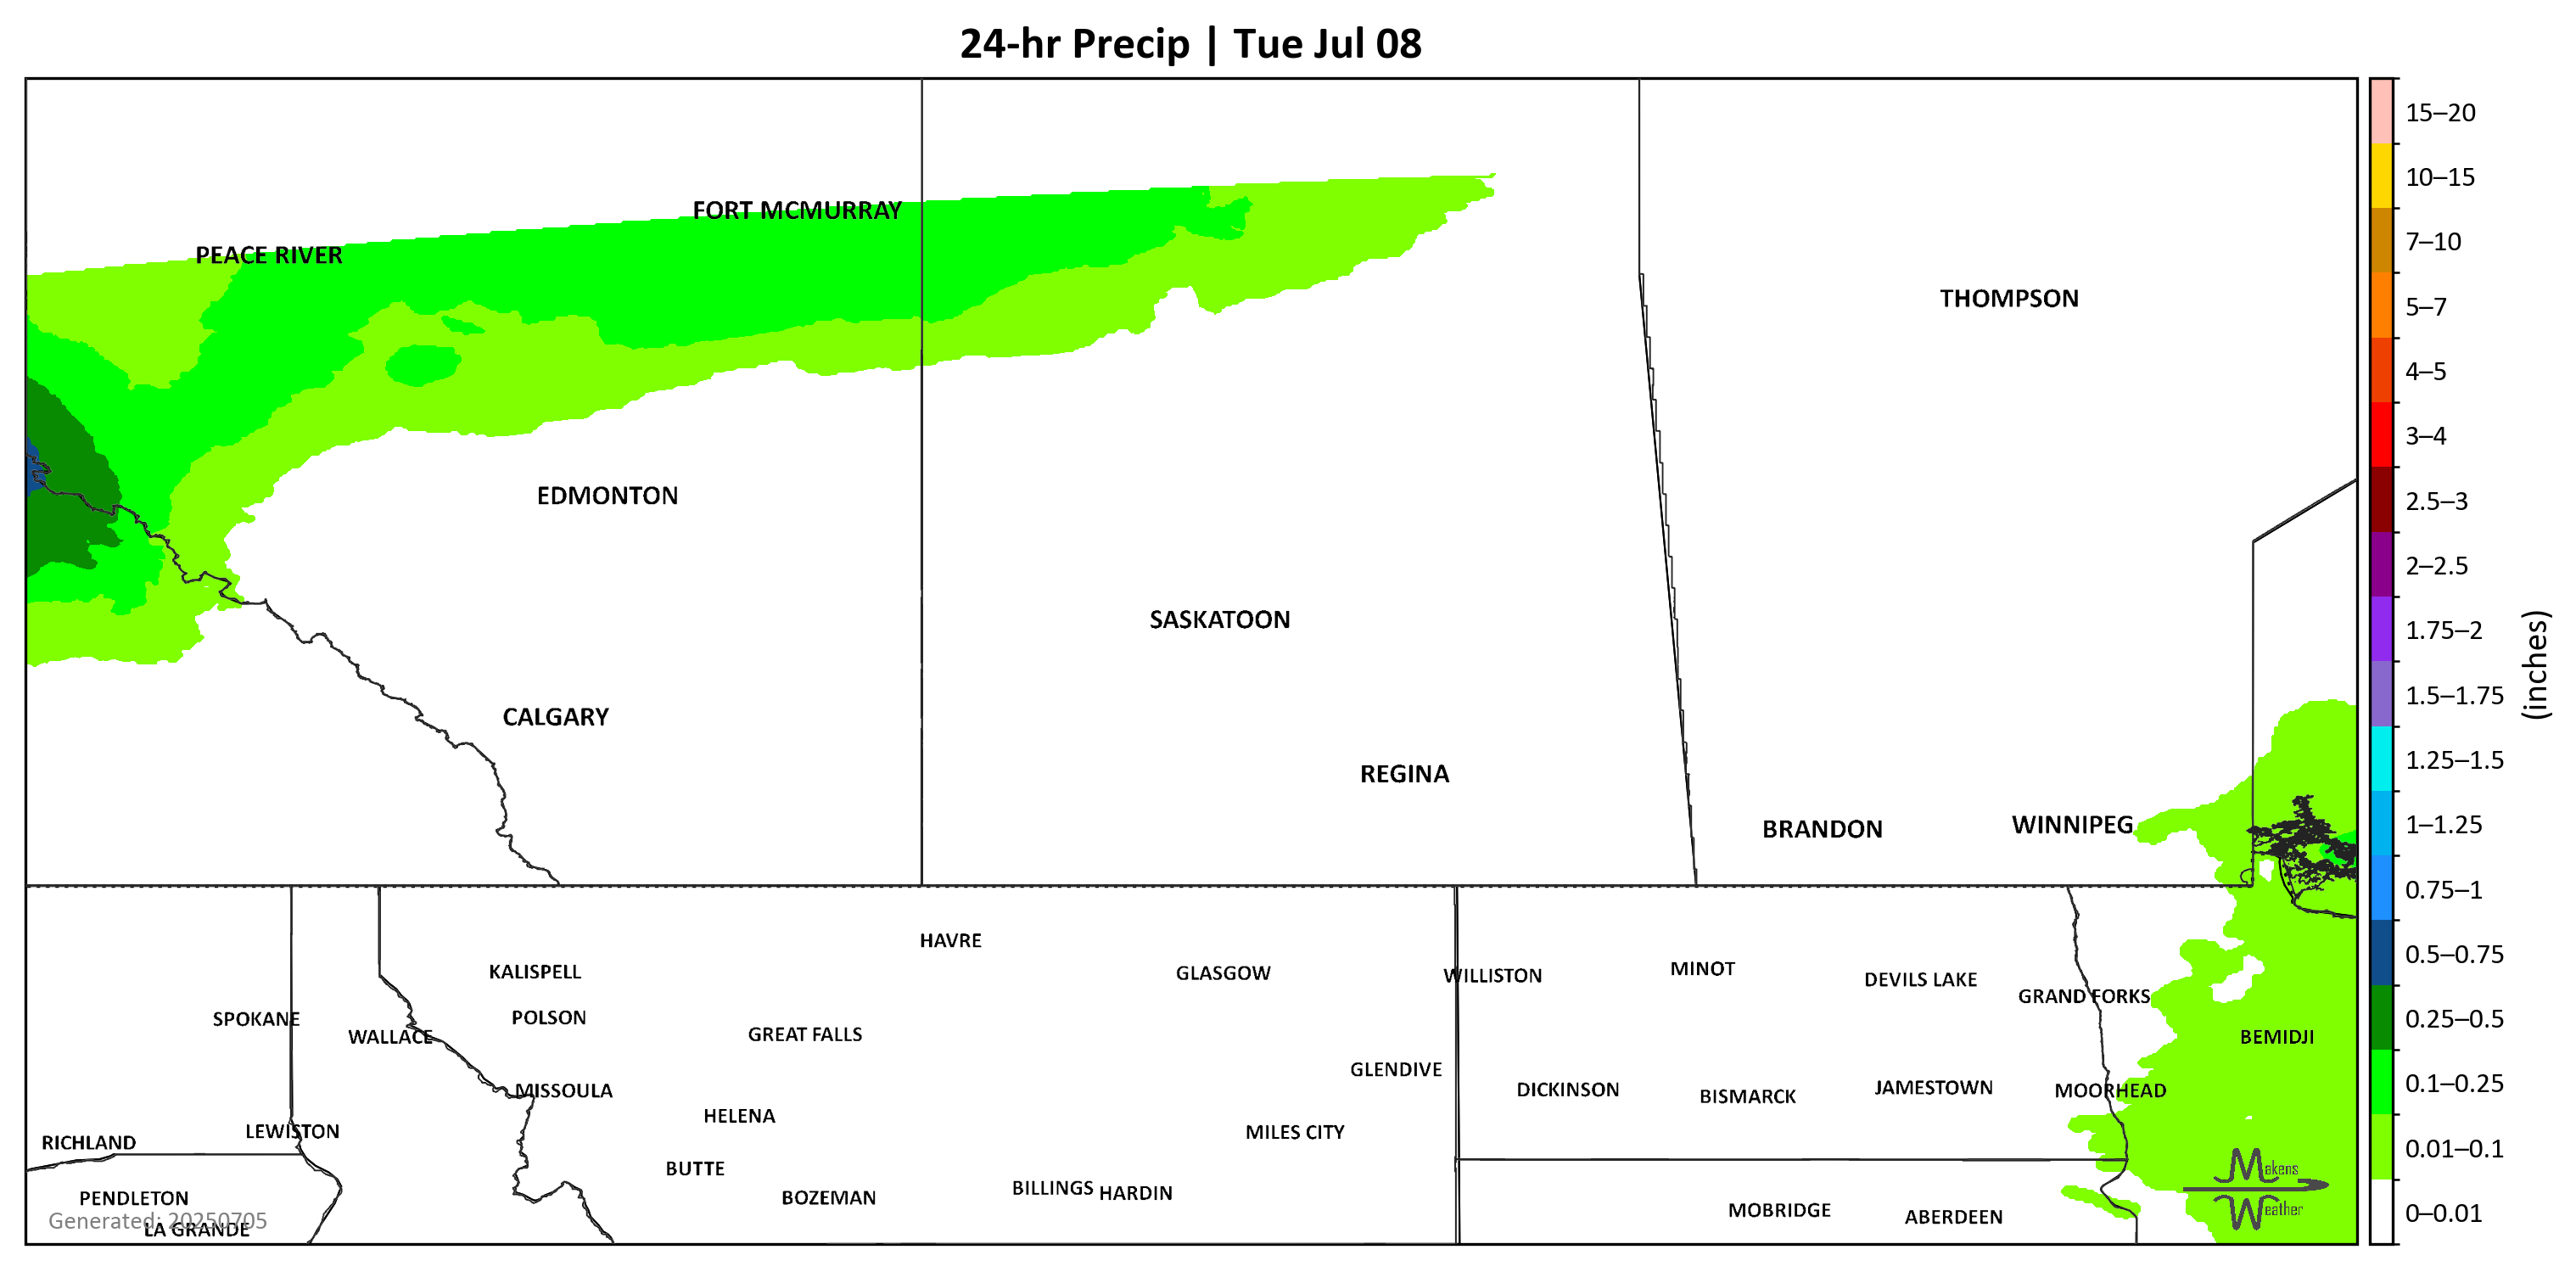 24-hr Precip | Tue Jul 08
FORT MCMURRAY
PEACE RIVER
THOMPSON
EDMONTON
SASKATOON
CALGARY
REGINA
BRANDON
WINNIPEG
HAVRE
KALISPELL
GLASGOW
WILLISTON
MINOT
DEVILS LAKE
GRAND FORKS
SPOKANE
POLSON
WALLACE
GREAT FALLS
BEMIDJI
GLENDIVE
MISSOULA
DICKINSON
BISMARCK
JAMESTOWN
MOORHEAD
HELENA
LEWISTON
MILES CITY
RICHLAND
BUTTE
PENDLETON
BOZEMAN
BILLINGS
HARDIN
MOBRIDGE
ABERDEEN
Generated: 20250705
LA GRANDE
Makens
Weather
15–20
10–15
7–10
5–7
4–5
3–4
2.5–3
2–2.5
1.75–2
1.5–1.75
1.25–1.5
1–1.25
0.75–1
0.5–0.75
0.25–0.5
0.1–0.25
0.01–0.1
0–0.01
(inches)